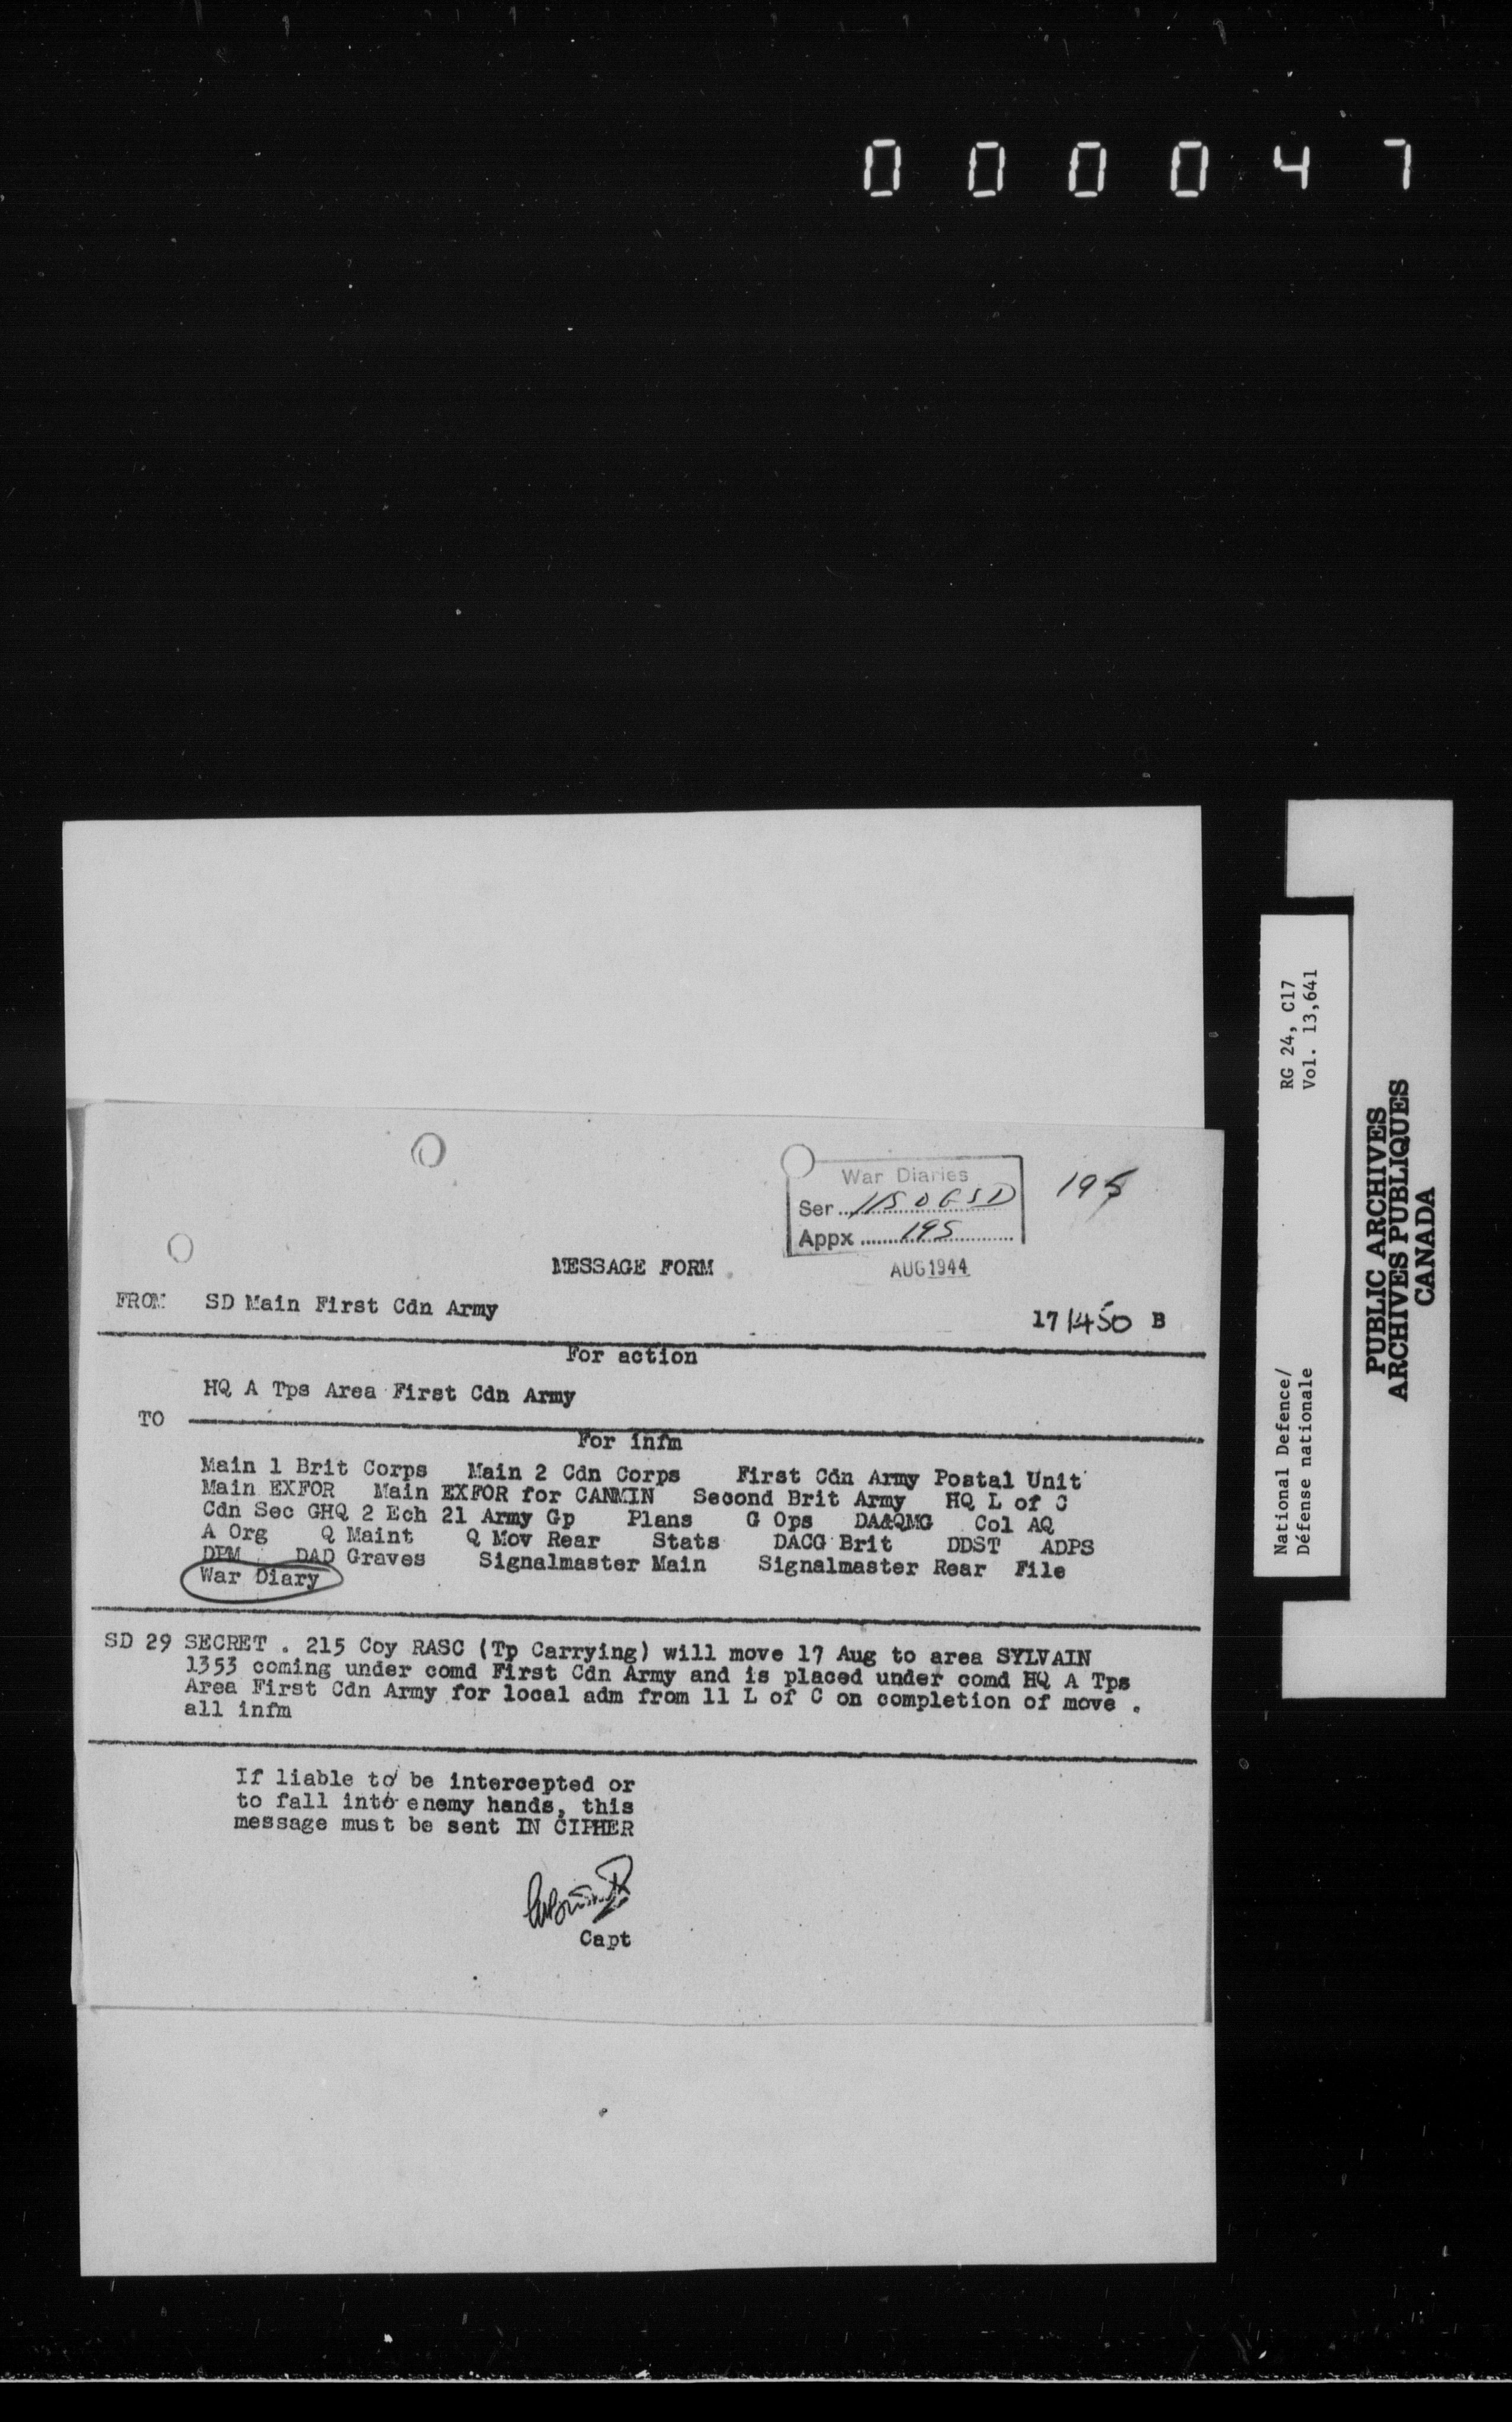 000047
War Diaries
Ser. 115 0 GSD
Appx 195
195
AUG 1944
MESSAGE FORM
FROM SD Main First Cdn Army
17 1450 B
For action
HQ A Tps Area First Cdn Army
TO
For infm
Main 1 Brit Corps Main 2 Cdn Corps First Cdn Army Postal Unit
Main EXFOR Main EXFOR for CANMIN Second Brit Army HQ L of C
Cdn Sec GHQ 2 Ech 21 Army Gp Plans G Ops DA&QMG Col AQ
A Org Q Maint Q Mov Rear Stats DACG Brit DDST ADPS
DPM DAD Graves Signalmaster Main Signalmaster Rear File
War Diary
SD 29 SECRET . 215 Coy RASC (Tp Carrying) will move 17 Aug to area SYLVAIN
1353 coming under comd First Cdn Army and is placed under comd HQ A Tps
Area First Cdn Army for local adm from 11 L of C on completion of move .
all infm
If liable to be intercepted or
to fall into enemy hands, this
message must be sent IN CIPHER
Capt
National Defence/
Défense nationale
RG 24, C17
Vol. 13,641
PUBLIC ARCHIVES
ARCHIVES PUBLIQUES
CANADA